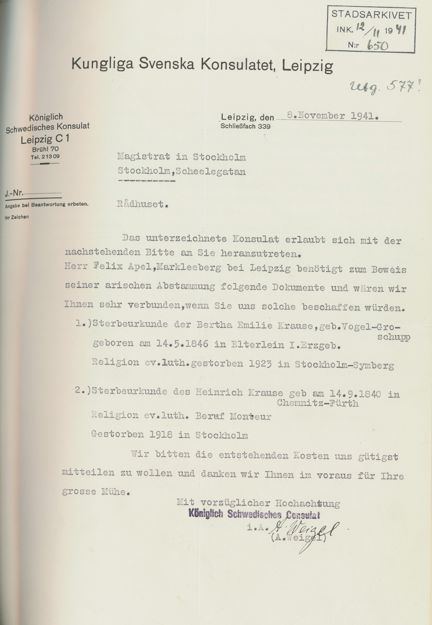 STADSARKIVET
INK. 12/11 1941
N:r 650
Kungliga Svenska Konsulatet, Leipzig
utg. 577!
Königlich
Schwedisches Konsulat
Leipzig C 1
Brühl 70
Tel. 21309
Leipzig, den 8.November 1941.
Schließfach 339
J.-Nr.
Angabe bei Beantwortung erbeten.
Ihr Zeichen
Magistrat in Stockholm
Stockholm,Scheelegatan
Rådhuset.
Das unterzeichnete Konsulat erlaubt sich mit der
nachstehenden Bitte an Sie heranzutreten.
Herr Felix Apel,Markleeberg bei Leipzig benötigt zum Beweis
seiner arischen Abstammung folgende Dokumente und wären wir
Ihnen sehr verbunden,wenn Sie uns solche beschaffen würden.
1.)Sterbeurkunde der Bertha Emilie Krause,geb.Vogel-Gro-
schupp
geboren am 14.5.1846 in Elterlein I.Erzgeb.
Religion ev.luth.gestorben 1923 in Stockholm-Symberg
2.)Sterbeurkunde des Heinrich Krause geb am 14.9.1840 in
Chemnitz-Fürth
Religion ev.luth. Beruf Monteur
Gestorben 1918 in Stockholm
Wir bitten die entstehenden Kosten uns gütigst
mitteilen zu wollen und danken wir Ihnen im voraus für Ihre
grosse Mühe.
Mit vorzüglicher Hochachtung
Königlich Schwedisches Consulat
i.A. A. Weigel
(A.Weigel)